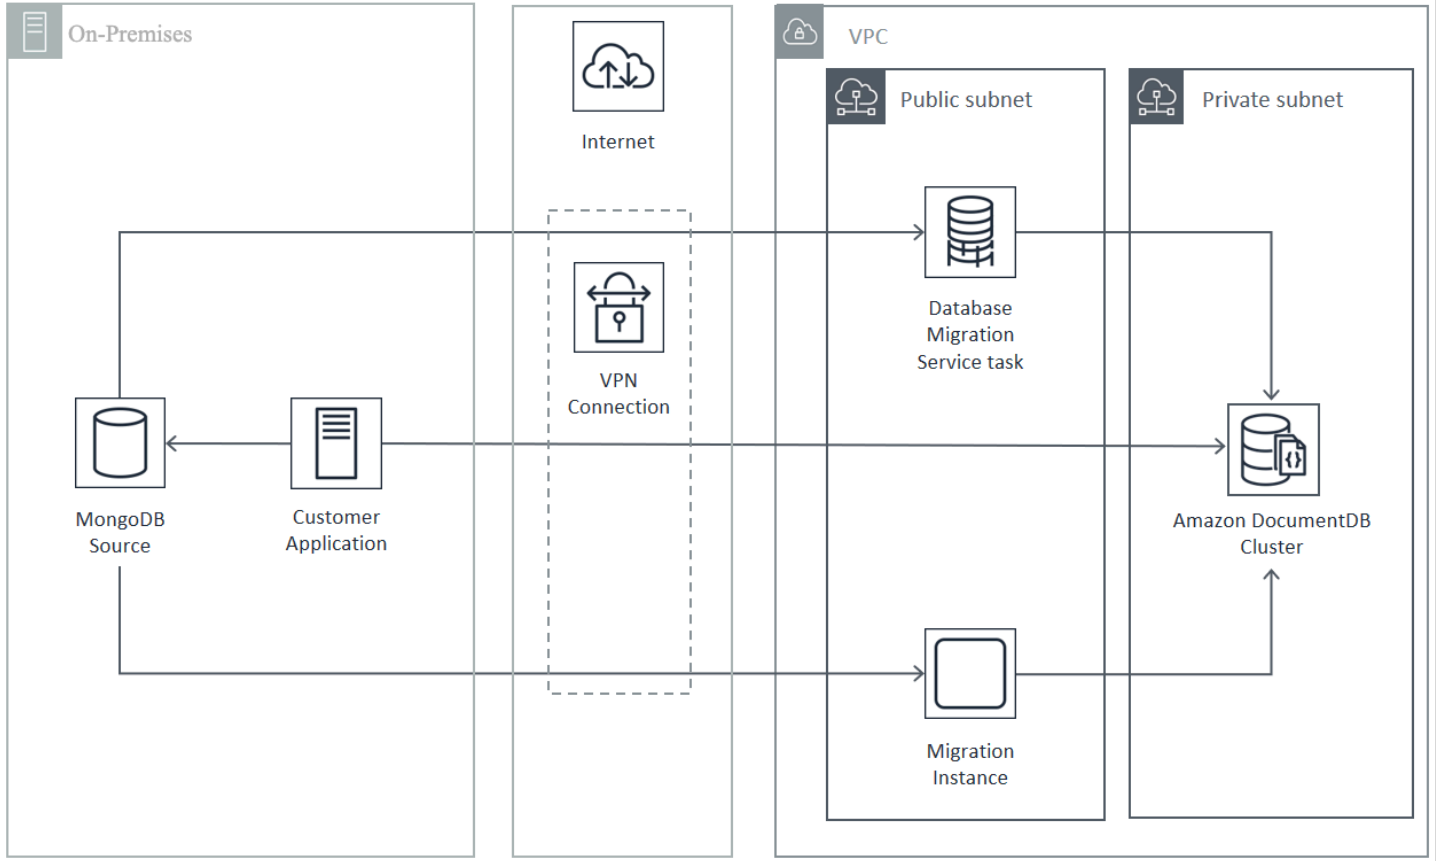 On-Premises
Internet
VPC
Public subnet
Private subnet
Database
Migration
Service task
VPN
Connection
MongoDB
Source
Customer
Application
Amazon DocumentDB
Cluster
Migration
Instance